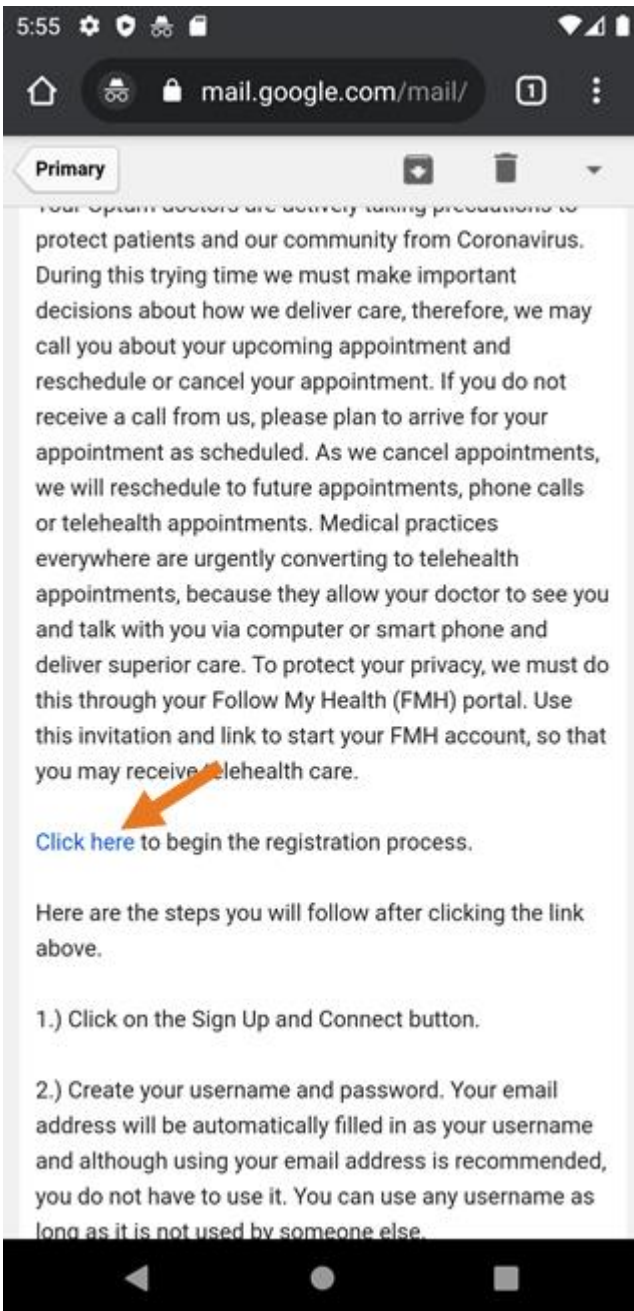 5:55
mail.google.com/mail/
1
Primary
Your Optum doctors are actively taking precautions to
protect patients and our community from Coronavirus.
During this trying time we must make important
decisions about how we deliver care, therefore, we may
call you about your upcoming appointment and
reschedule or cancel your appointment. If you do not
receive a call from us, please plan to arrive for your
appointment as scheduled. As we cancel appointments,
we will reschedule to future appointments, phone calls
or telehealth appointments. Medical practices
everywhere are urgently converting to telehealth
appointments, because they allow your doctor to see you
and talk with you via computer or smart phone and
deliver superior care. To protect your privacy, we must do
this through your Follow My Health (FMH) portal. Use
this invitation and link to start your FMH account, so that
you may receive telehealth care.
Click here to begin the registration process.
Here are the steps you will follow after clicking the link
above.
1.) Click on the Sign Up and Connect button.
2.) Create your username and password. Your email
address will be automatically filled in as your username
and although using your email address is recommended,
you do not have to use it. You can use any username as
long as it is not used by someone else.